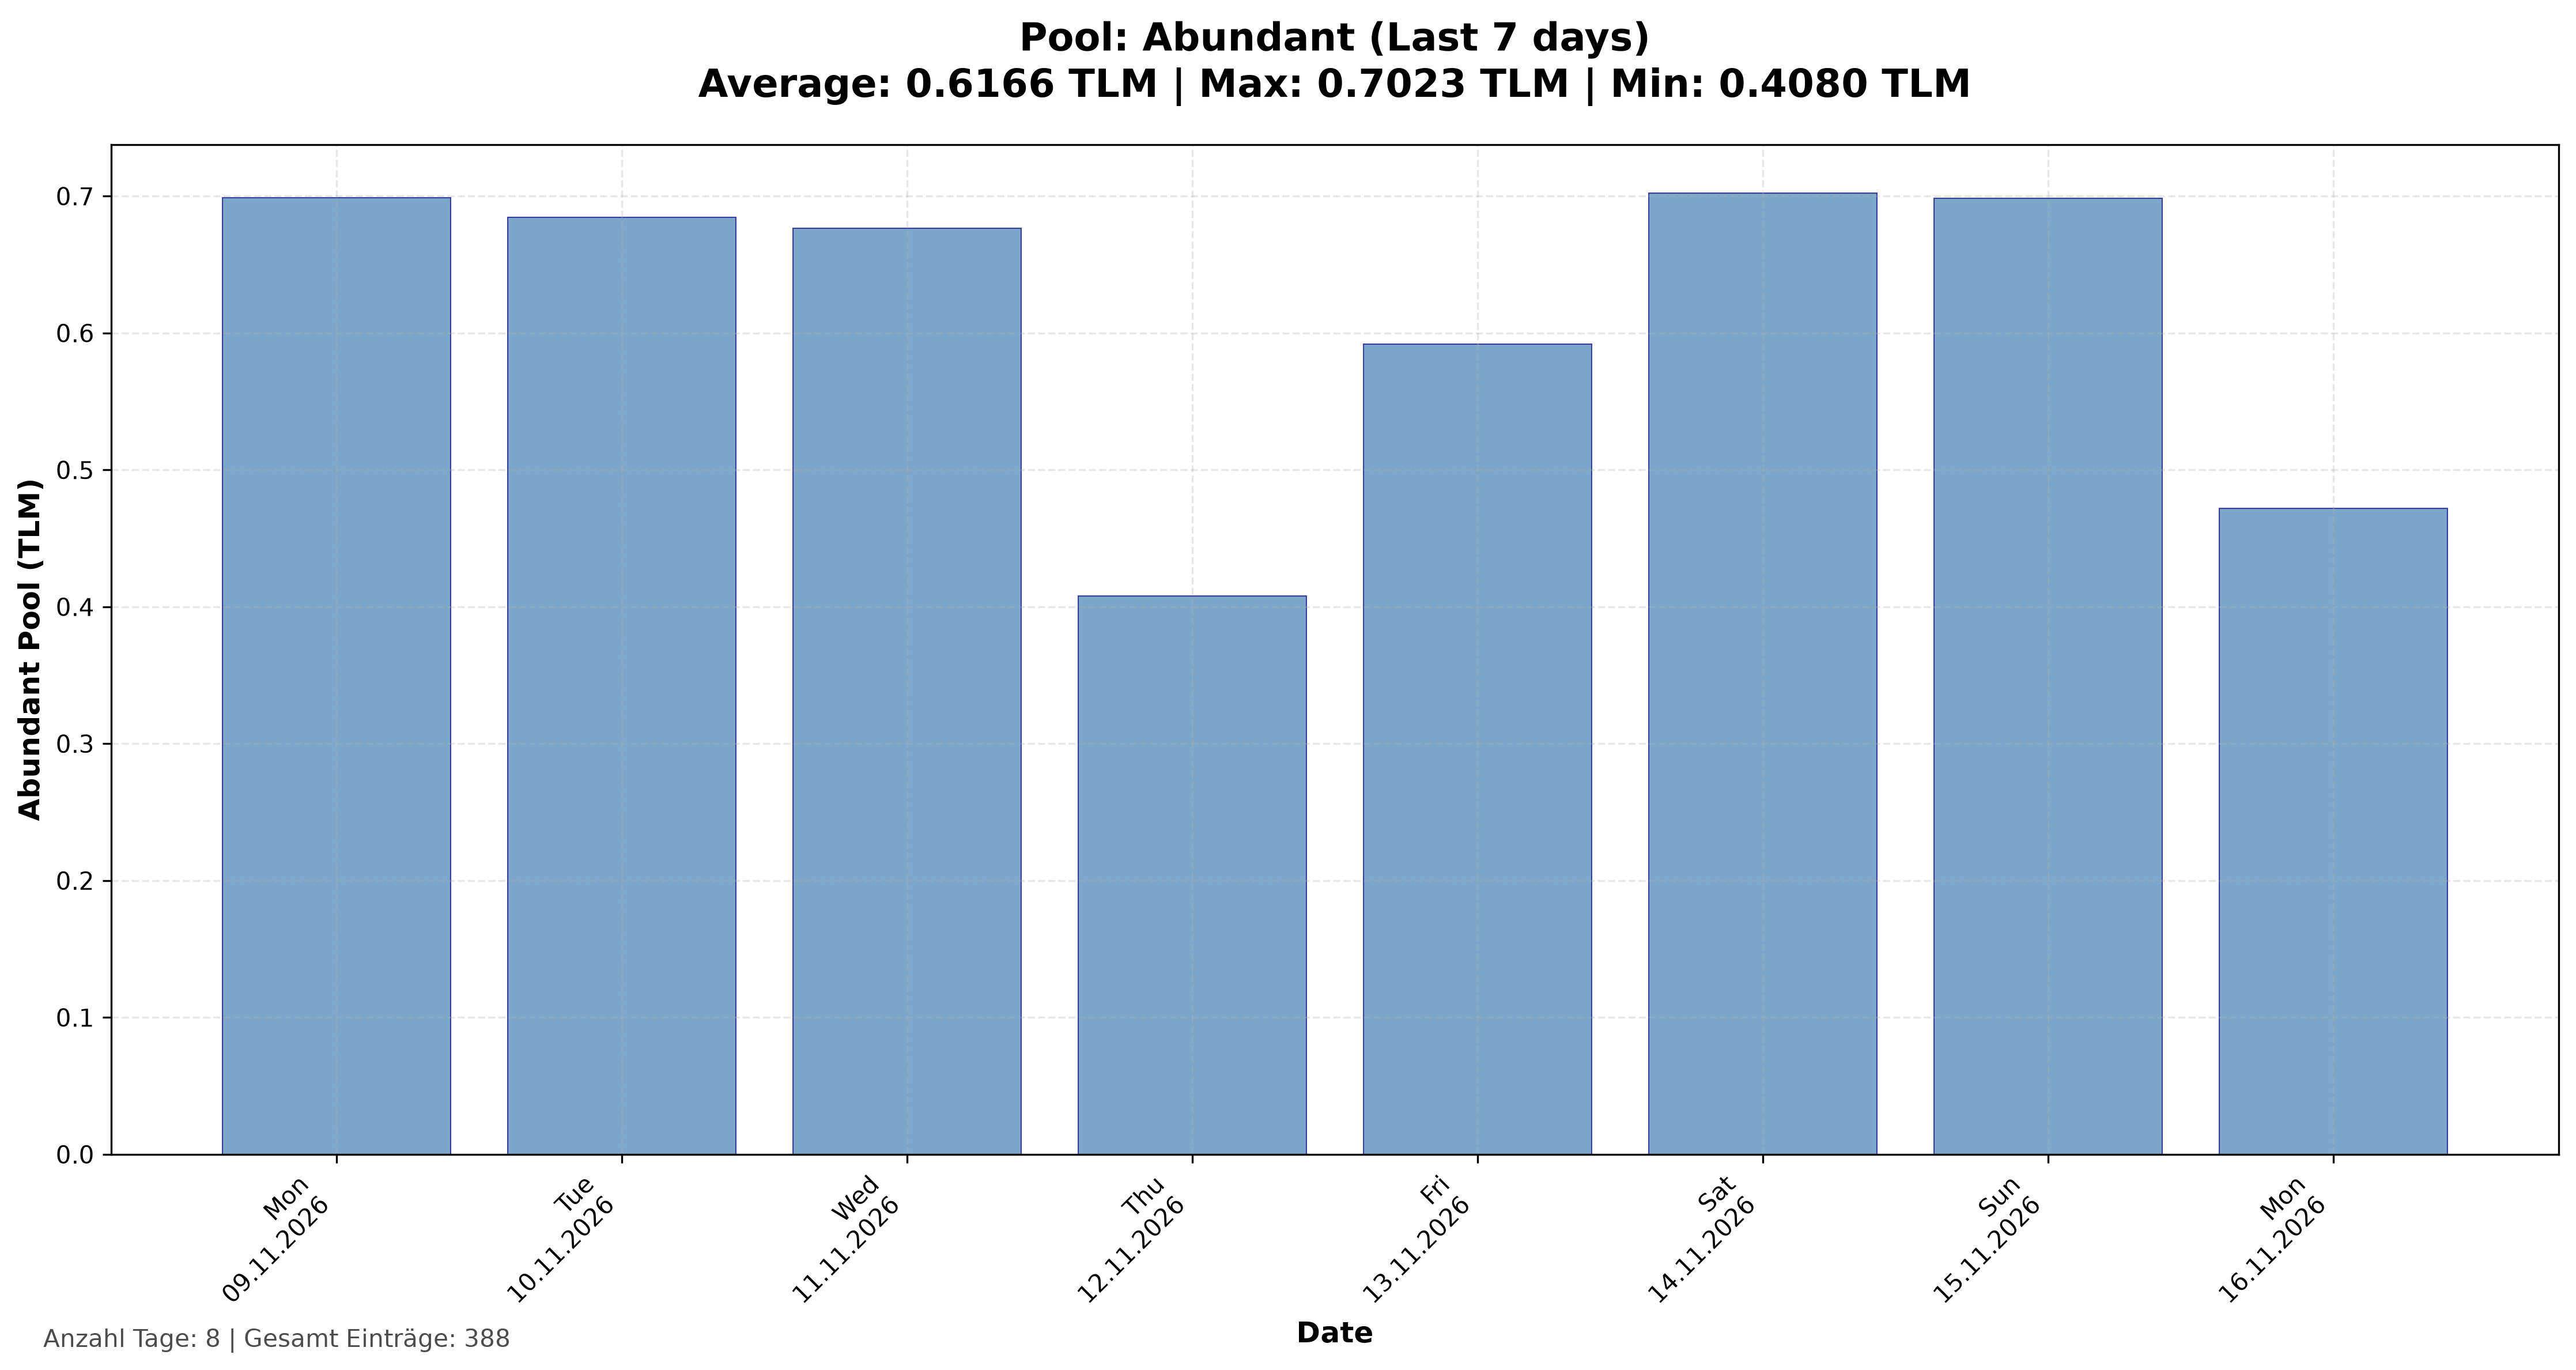 Pool: Abundant (Last 7 days)
Average: 0.6166 TLM | Max: 0.7023 TLM | Min: 0.4080 TLM
Abundant Pool (TLM)
0.7
0.6
0.5
0.4
0.3
0.2
0.1
0.0
Mon
09.11.2026
Tue
10.11.2026
Wed
11.11.2026
Thu
12.11.2026
Fri
13.11.2026
Sat
14.11.2026
Sun
15.11.2026
Mon
16.11.2026
Date
Anzahl Tage: 8 | Gesamt Einträge: 388